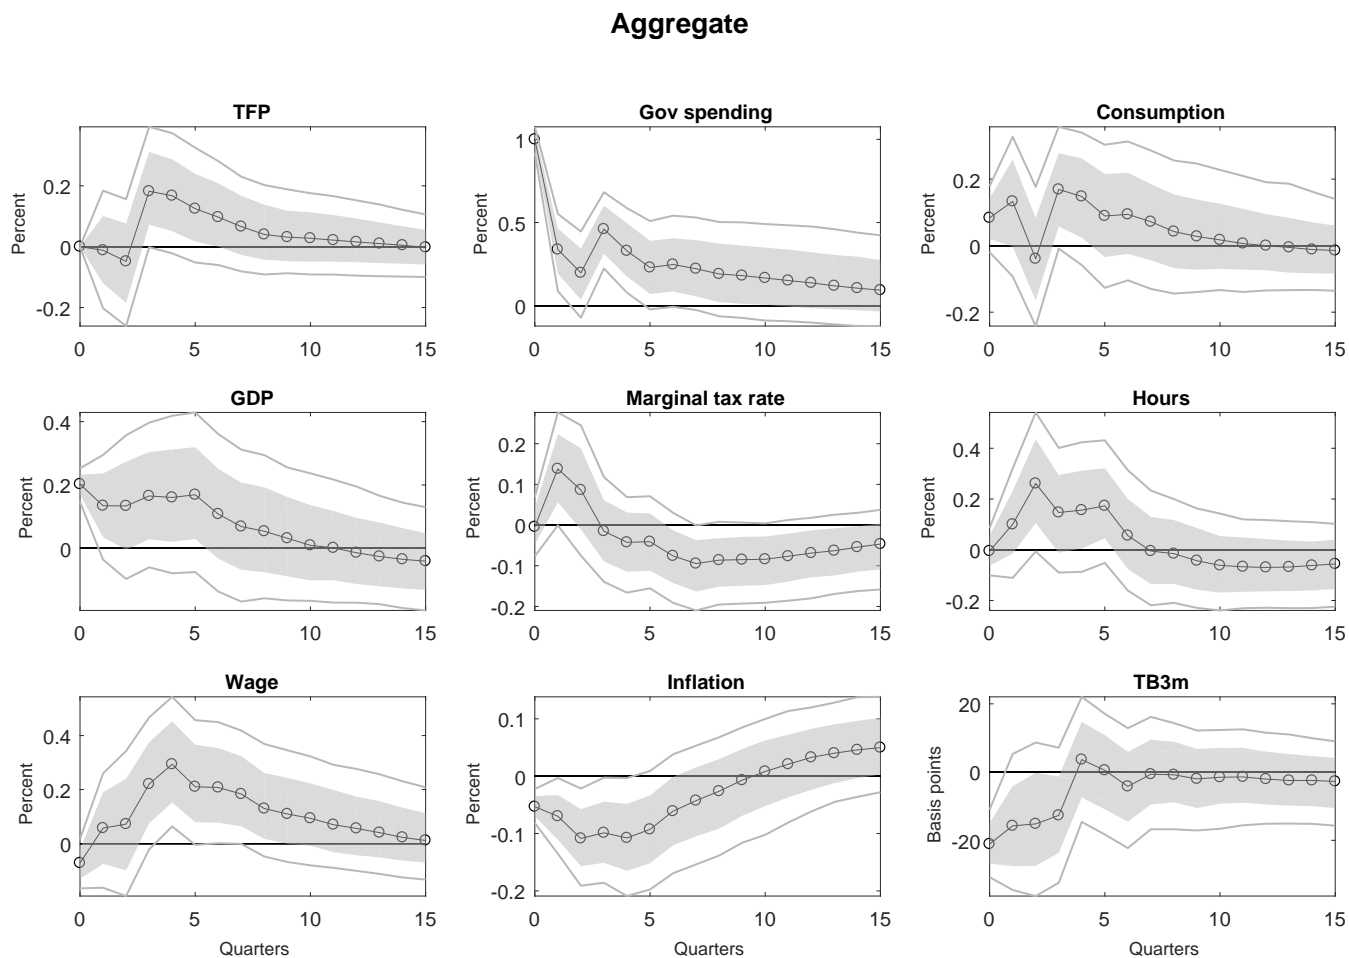 Aggregate
TFP
Percent
0.2
0
-0.2
0 5 10 15
Gov spending
Percent
1
0.5
0
0 5 10 15
Consumption
Percent
0.2
0
-0.2
0 5 10 15
GDP
Percent
0.4
0.2
0
0 5 10 15
Marginal tax rate
Percent
0.2
0.1
0
-0.1
-0.2
0 5 10 15
Hours
Percent
0.4
0.2
0
-0.2
0 5 10 15
Wage
Percent
0.4
0.2
0
0 5 10 15
Quarters
Inflation
Percent
0.1
0
-0.1
-0.2
0 5 10 15
Quarters
TB3m
Basis points
20
0
-20
0 5 10 15
Quarters